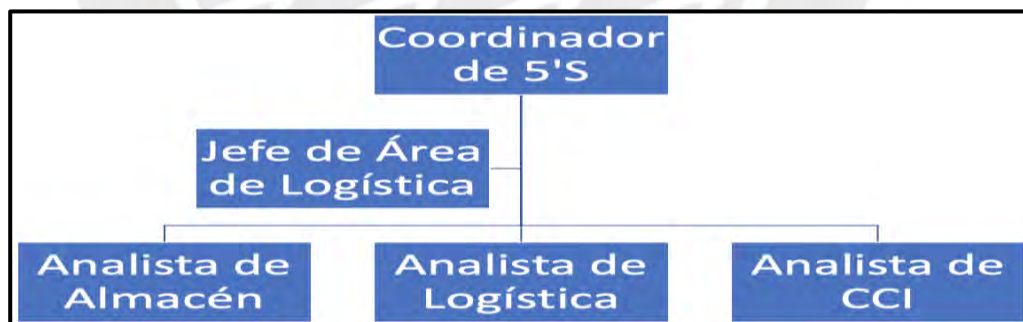 Coordinador
de 5'S
Jefe de Área
de Logística
Analista de
Almacén
Analista de
Logística
Analista de
CCI